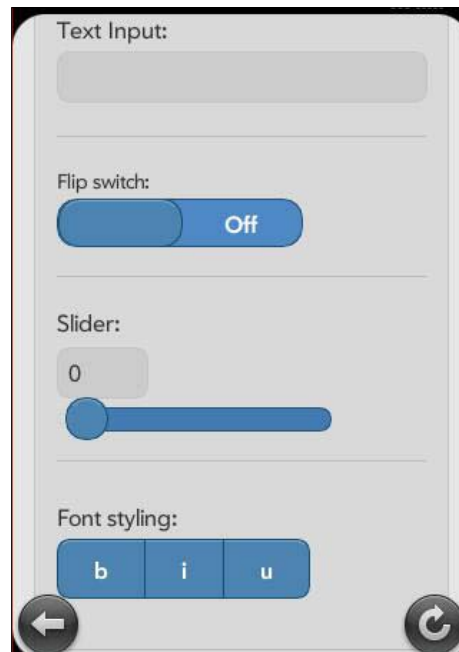 Text Input:
Flip switch:
Off
Slider:
0
Font styling:
b i u